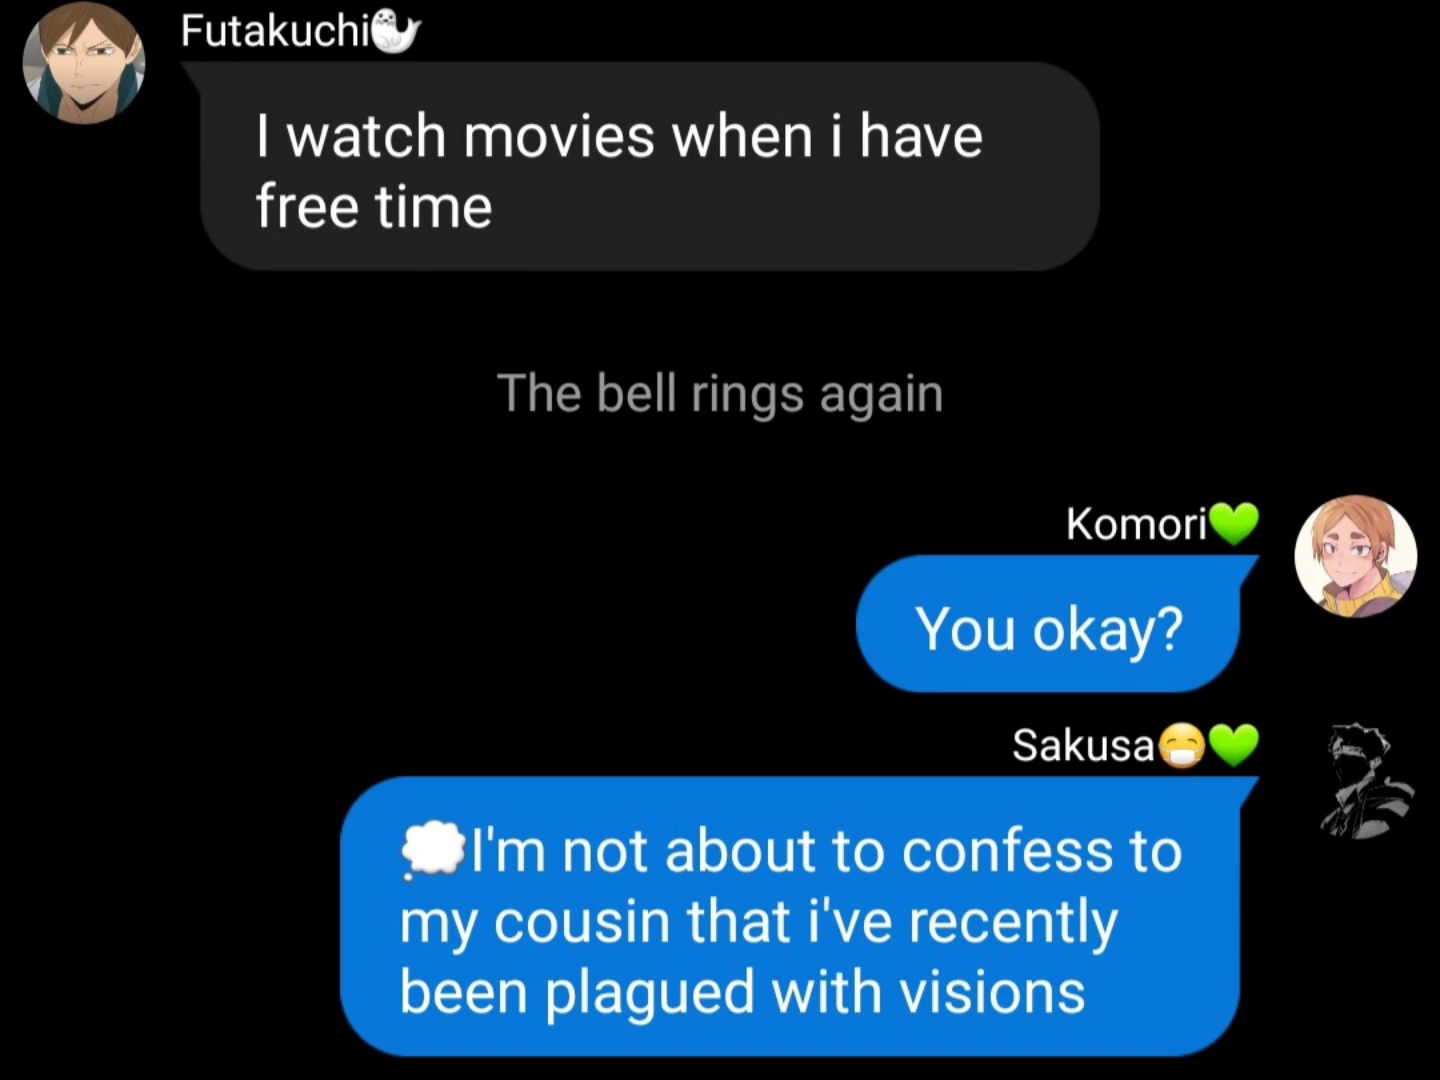 Futakuchi🦭
I watch movies when i have
free time
The bell rings again
Komori💚
You okay?
Sakusa😷💚
💭I'm not about to confess to
my cousin that i've recently
been plagued with visions